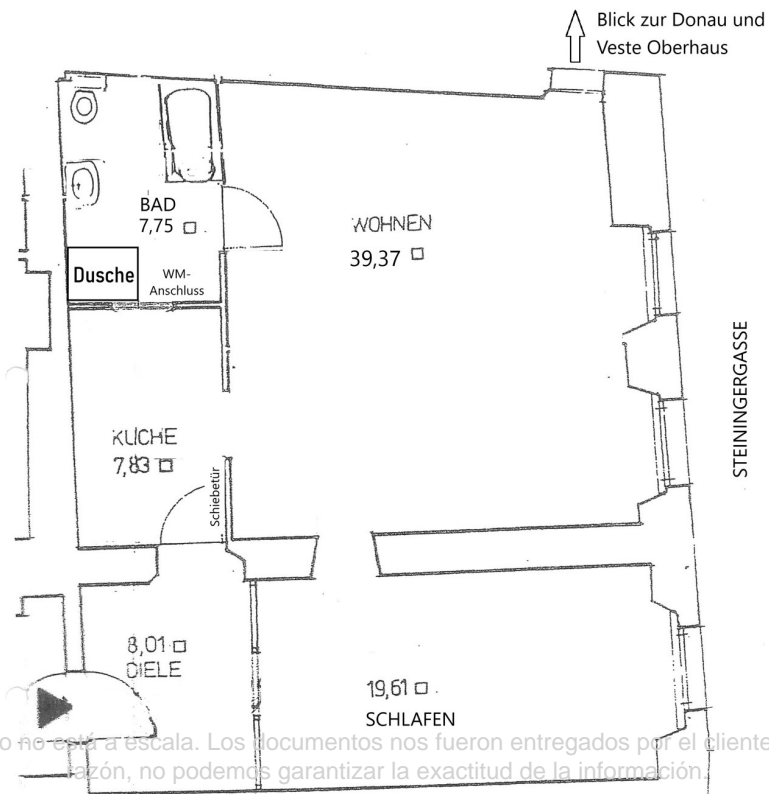 Blick zur Donau und
Veste Oberhaus
BAD
7,75
WOHNEN
39,37
Dusche
WM-
Anschluss
STEININGERGASSE
KÜCHE
7,83
Schiebetür
8,01
DIELE
19,61
SCHLAFEN
o no está a escala. Los documentos nos fueron entregados por el cliente
razón, no podemos garantizar la exactitud de la información.